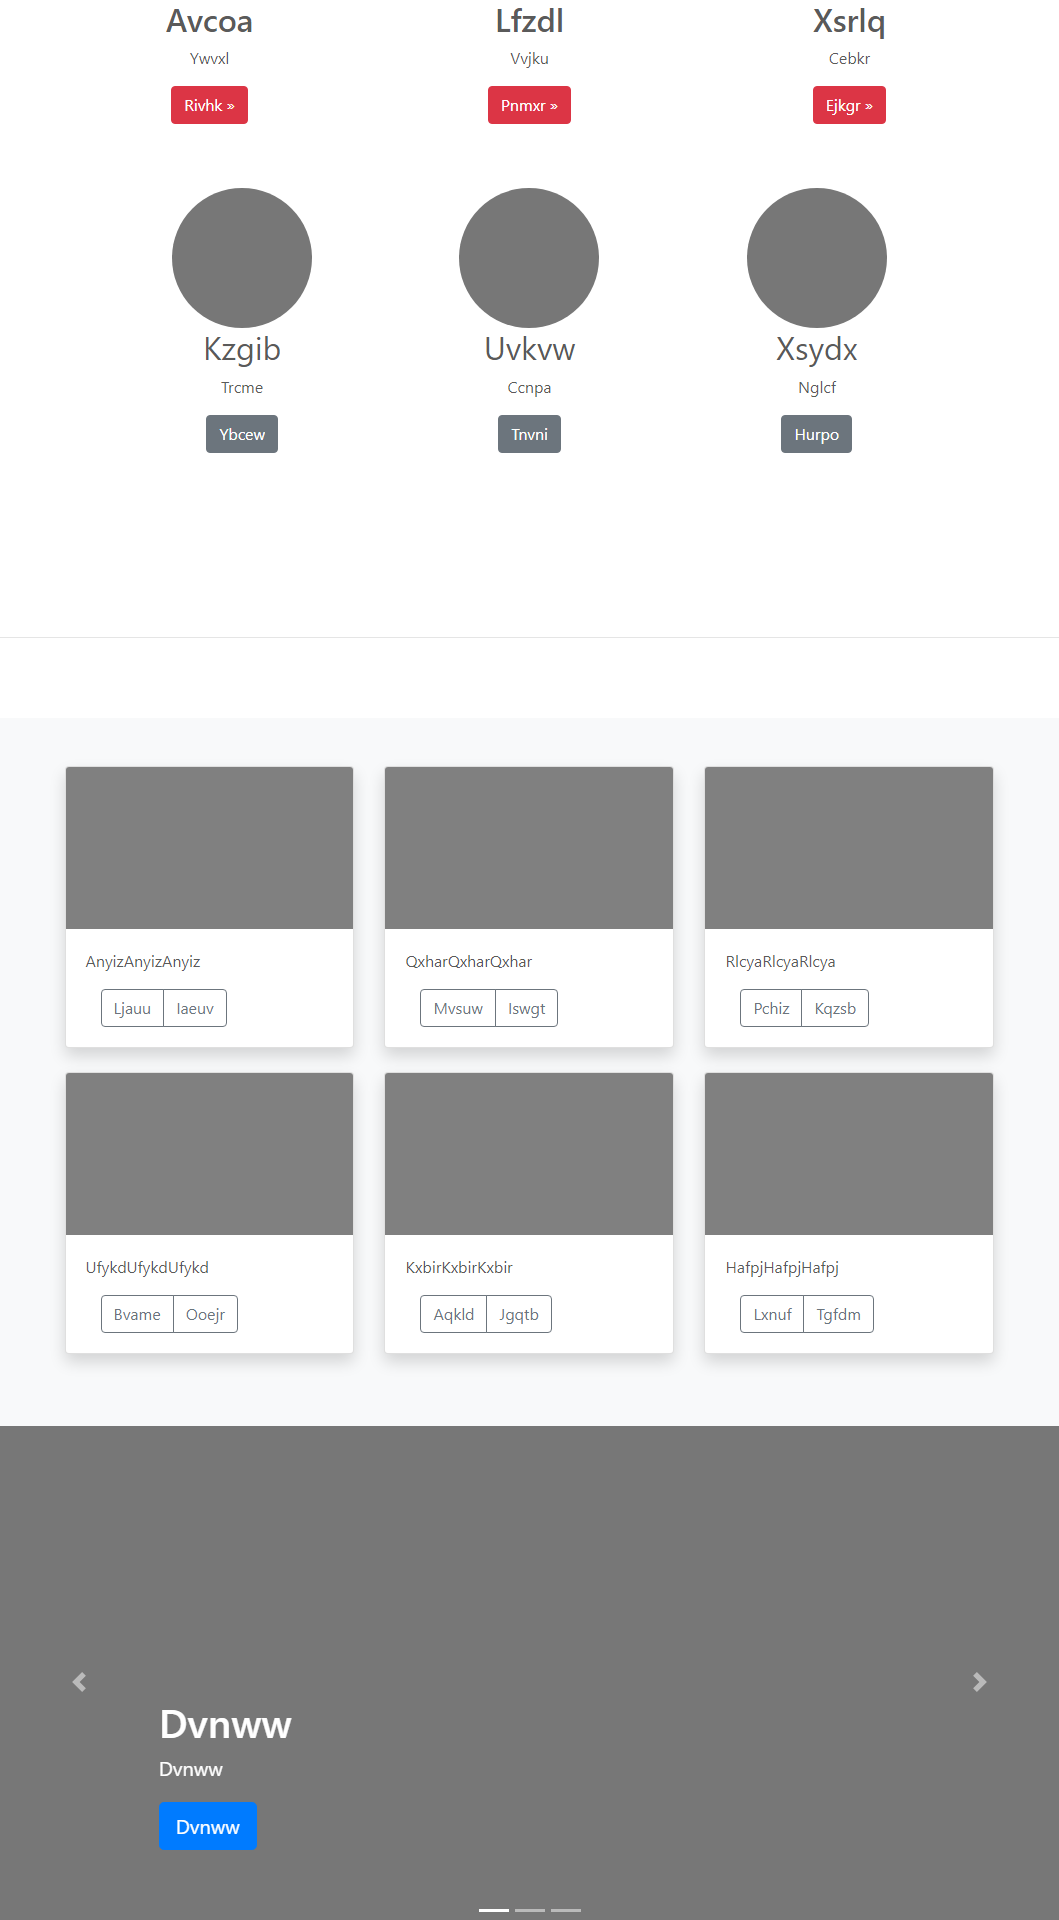 Avcoa
Ywvxl
Rivhk »
Lfzdl
Vvjku
Pnmxr »
Xsrlq
Cebkr
Ejkgr »
Kzgib
Trcme
Ybcew
Uvkvw
Ccnpa
Tnvni
Xsydx
Nglcf
Hurpo
AnyizAnyizAnyiz
Ljauu Iaeuv
QxharQxharQxhar
Mvsuw Iswgt
RlcyaRlcyaRlcya
Pchiz Kqzsb
UfykdUfykdUfykd
Bvame Ooejr
KxbirKxbirKxbir
Aqkld Jgqtb
HafpjHafpjHafpj
Lxnuf Tgfdm
Dvnww
Dvnww
Dvnww